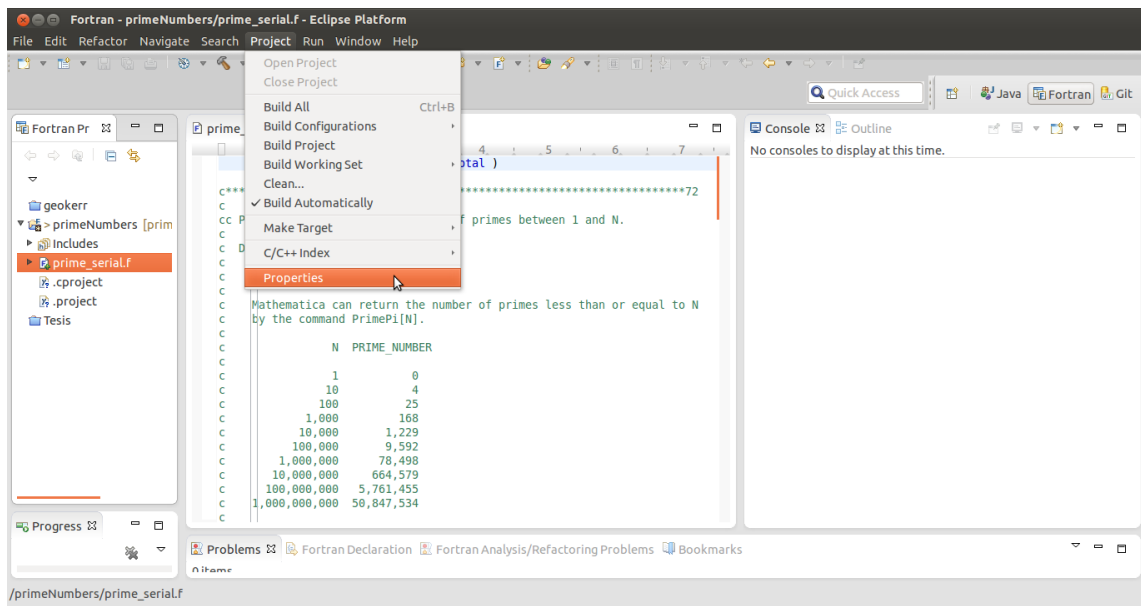 Fortran - primeNumbers/prime_serial.f - Eclipse Platform
File Edit Refactor Navigate Search Project Run Window Help
Open Project
Close Project
Build All Ctrl+B
Build Configurations
Build Project
Build Working Set
Clean...
✓ Build Automatically
Make Target
C/C++ Index
Properties
Quick Access
Java Fortran Git
Fortran Pr
geokerr
> primeNumbers [prim
Includes
prime_serial.f
.cproject
.project
Tesis
Progress
prime_
4 5 6 7
otal )
c*** *********************************72
c
cc P f primes between 1 and N.
c
c D
c
c
c
c Mathematica can return the number of primes less than or equal to N
c by the command PrimePi[N].
c
c N PRIME_NUMBER
c
c 1 0
c 10 4
c 100 25
c 1,000 168
c 10,000 1,229
c 100,000 9,592
c 1,000,000 78,498
c 10,000,000 664,579
c 100,000,000 5,761,455
c 1,000,000,000 50,847,534
c
Console Outline
No consoles to display at this time.
Problems Fortran Declaration Fortran Analysis/Refactoring Problems Bookmarks
0 items
/primeNumbers/prime_serial.f